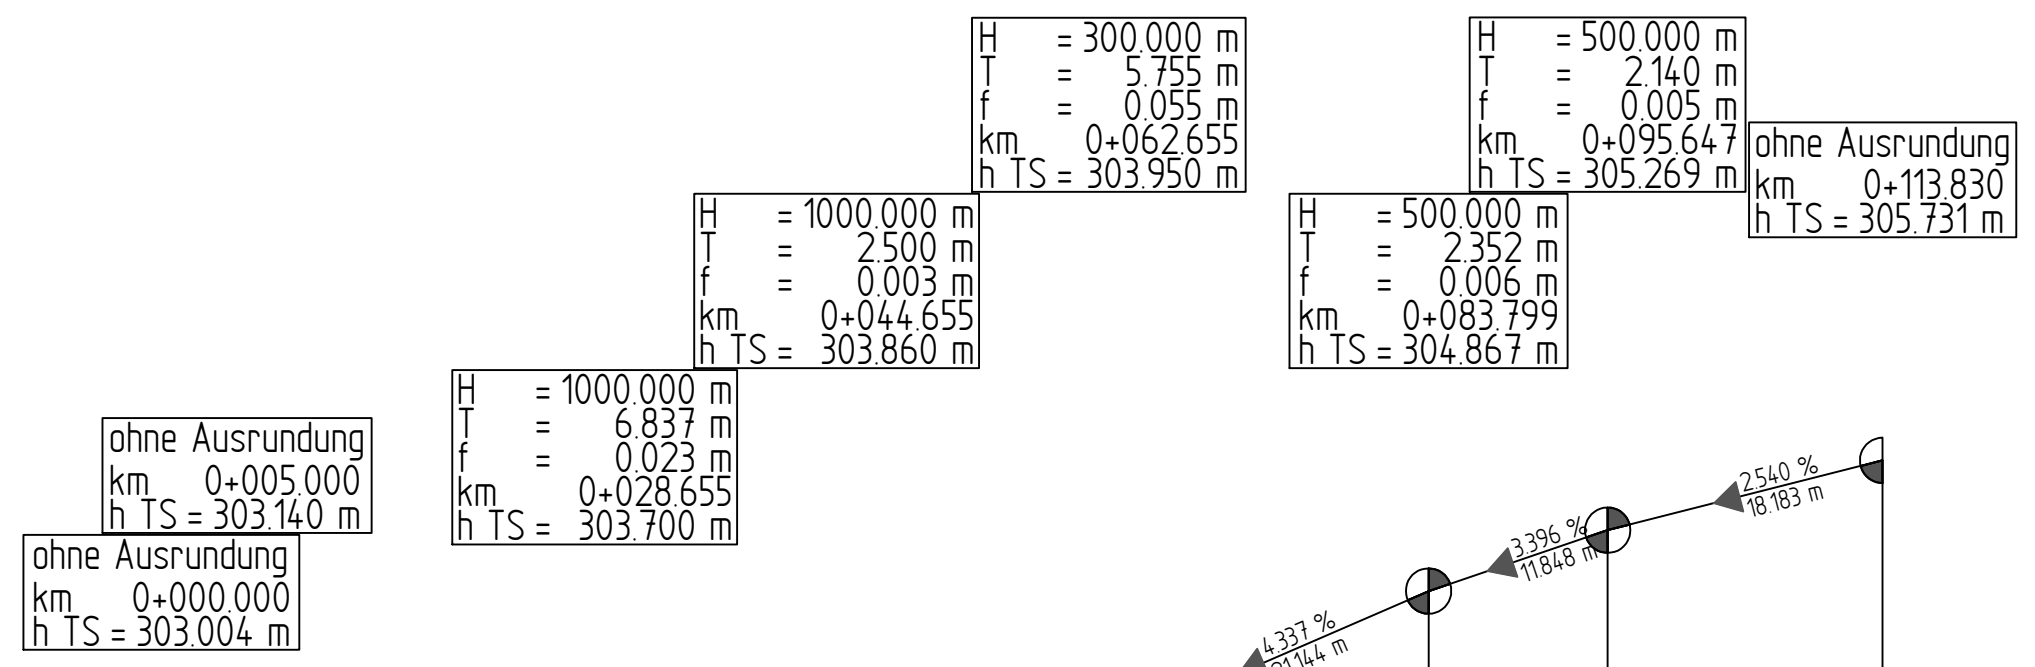 H = 300.000 m
T = 5.755 m
f = 0.055 m
km 0+062.655
h TS = 303.950 m
H = 500.000 m
T = 2.140 m
f = 0.005 m
km 0+095.647
h TS = 305.269 m
ohne Ausrundung
km 0+113.830
h TS = 305.731 m
H = 1000.000 m
T = 2.500 m
f = 0.003 m
km 0+044.655
h TS = 303.860 m
H = 500.000 m
T = 2.352 m
f = 0.006 m
km 0+083.799
h TS = 304.867 m
H = 1000.000 m
T = 6.837 m
f = 0.023 m
km 0+028.655
h TS = 303.700 m
ohne Ausrundung
km 0+005.000
h TS = 303.140 m
ohne Ausrundung
km 0+000.000
h TS = 303.004 m
2.540 %
18.183 m
3.396 %
11.848 m
4.337 %
21.144 m